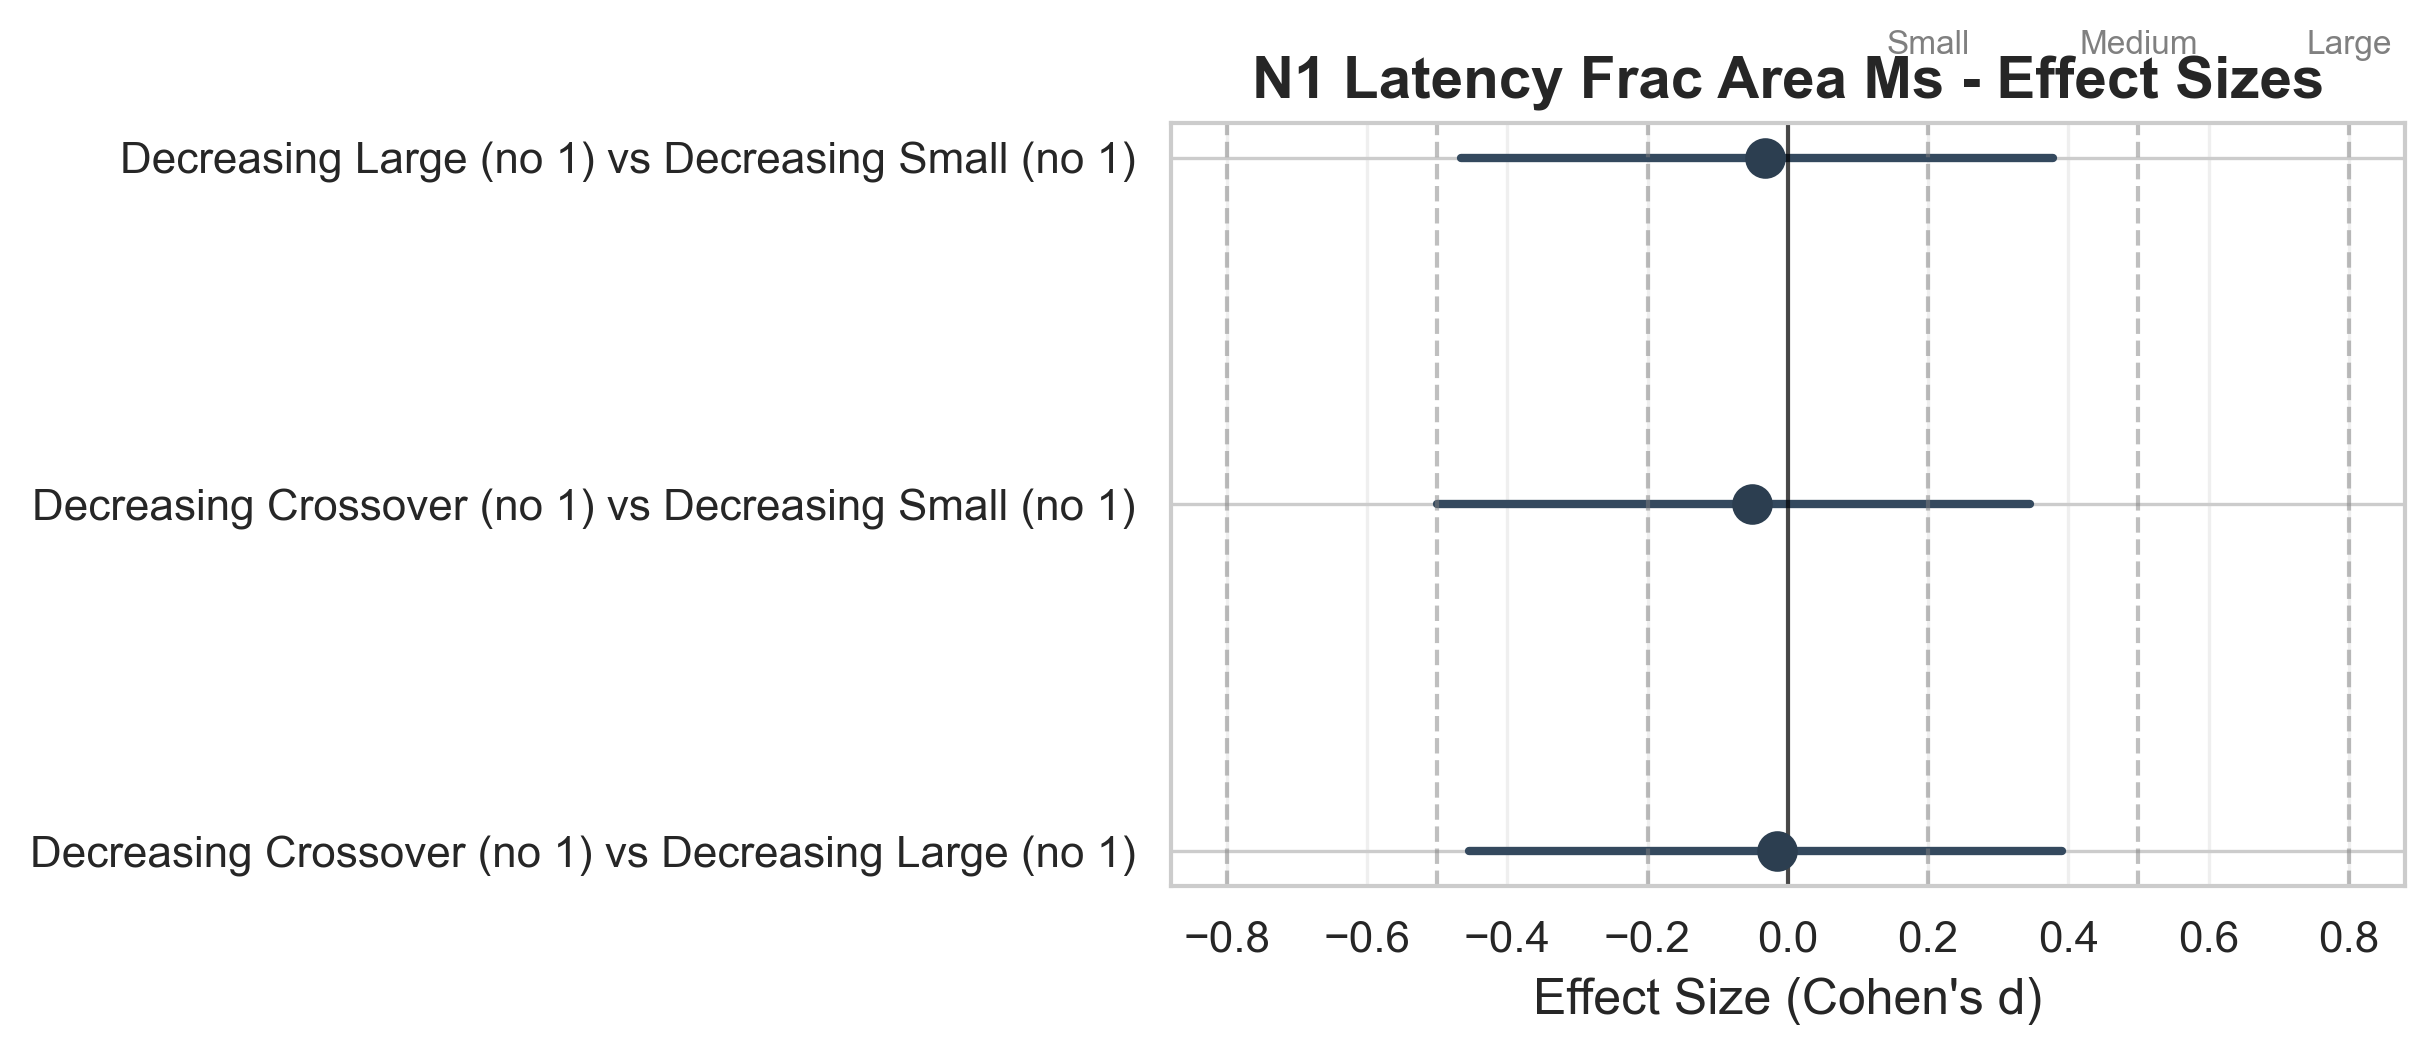 Small Medium Large
N1 Latency Frac Area Ms - Effect Sizes
Decreasing Large (no 1) vs Decreasing Small (no 1)
Decreasing Crossover (no 1) vs Decreasing Small (no 1)
Decreasing Crossover (no 1) vs Decreasing Large (no 1)
−0.8 −0.6 −0.4 −0.2 0.0 0.2 0.4 0.6 0.8
Effect Size (Cohen's d)